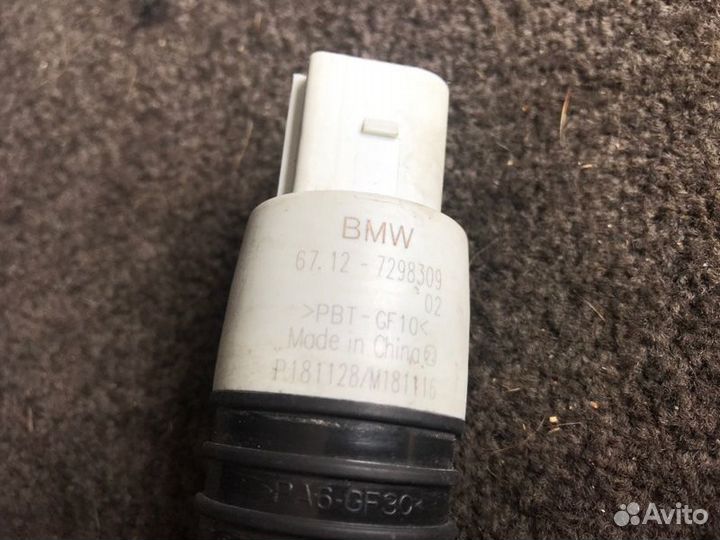 BMW
67.12 - 7298309
02
>PBT-GF10<
Made in China
P181128/M181116
>PA6-GF30<
Avito